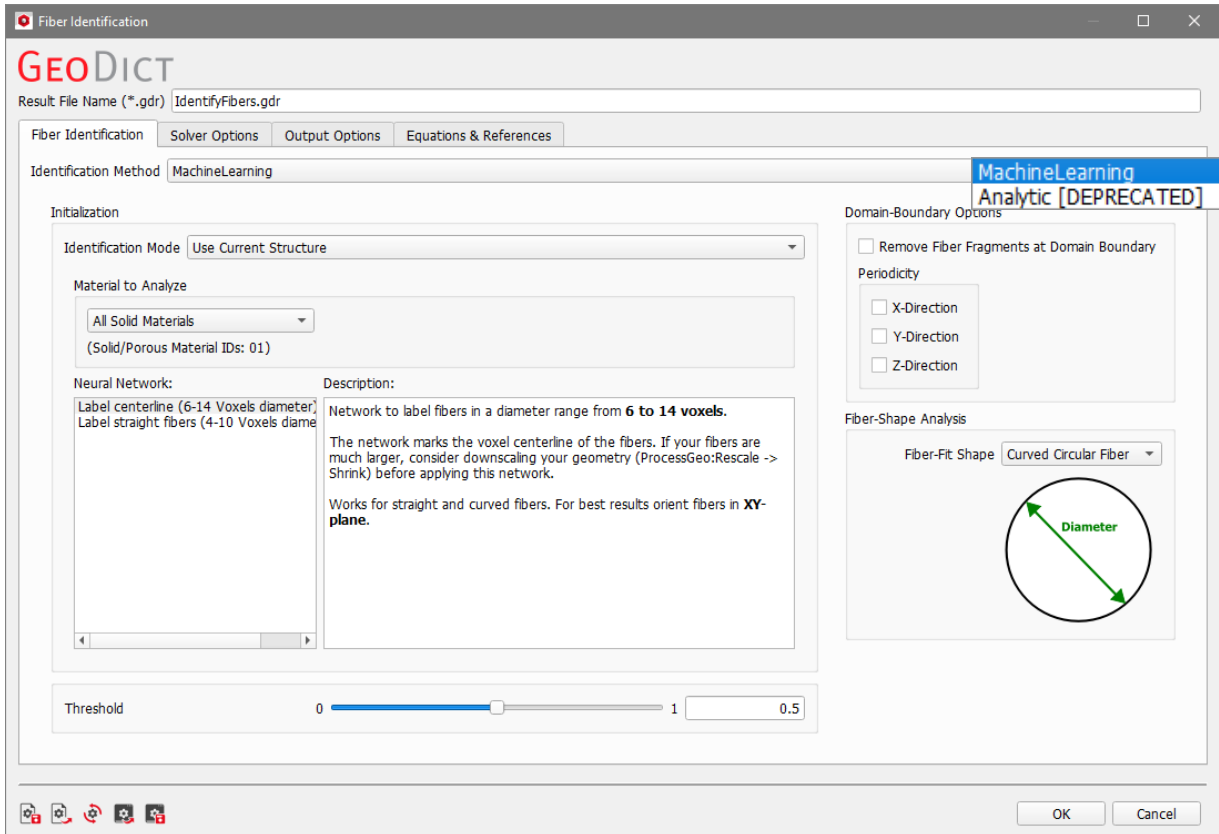 Fiber Identification
GEODICT
Result File Name (*.gdr) IdentifyFibers.gdr
Fiber Identification Solver Options Output Options Equations & References
Identification Method MachineLearning
MachineLearning
Analytic [DEPRECATED]
Initialization
Identification Mode Use Current Structure
Material to Analyze
All Solid Materials
(Solid/Porous Material IDs: 01)
Neural Network:
Label centerline (6-14 Voxels diameter)
Label straight fibers (4-10 Voxels diame
Description:
Network to label fibers in a diameter range from 6 to 14 voxels.
The network marks the voxel centerline of the fibers. If your fibers are
much larger, consider downscaling your geometry (ProcessGeo:Rescale ->
Shrink) before applying this network.
Works for straight and curved fibers. For best results orient fibers in XY-
plane.
Threshold 0 1 0.5
Domain-Boundary Options
Remove Fiber Fragments at Domain Boundary
Periodicity
X-Direction
Y-Direction
Z-Direction
Fiber-Shape Analysis
Fiber-Fit Shape Curved Circular Fiber
Diameter
OK Cancel